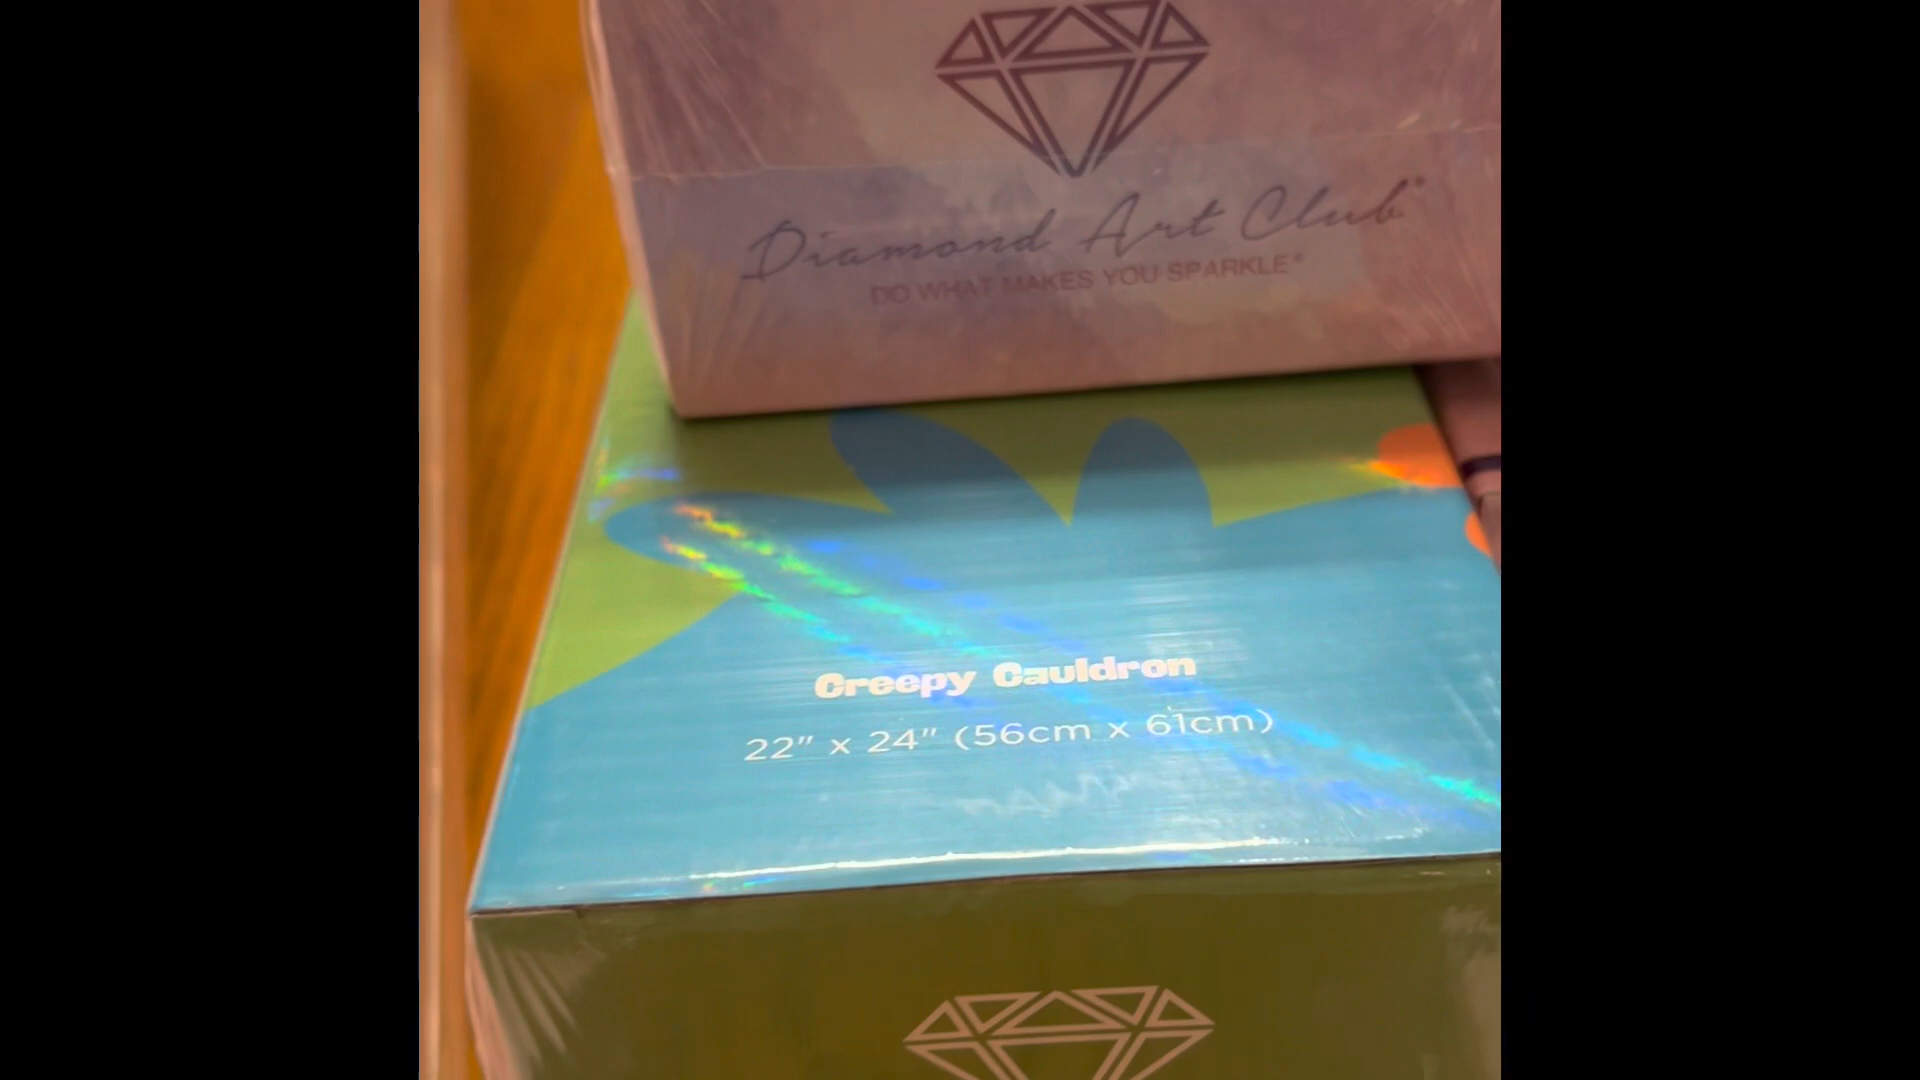 Diamond Art Club®
DO WHAT MAKES YOU SPARKLE®
Creepy Cauldron
22" x 24" (56cm x 61cm)